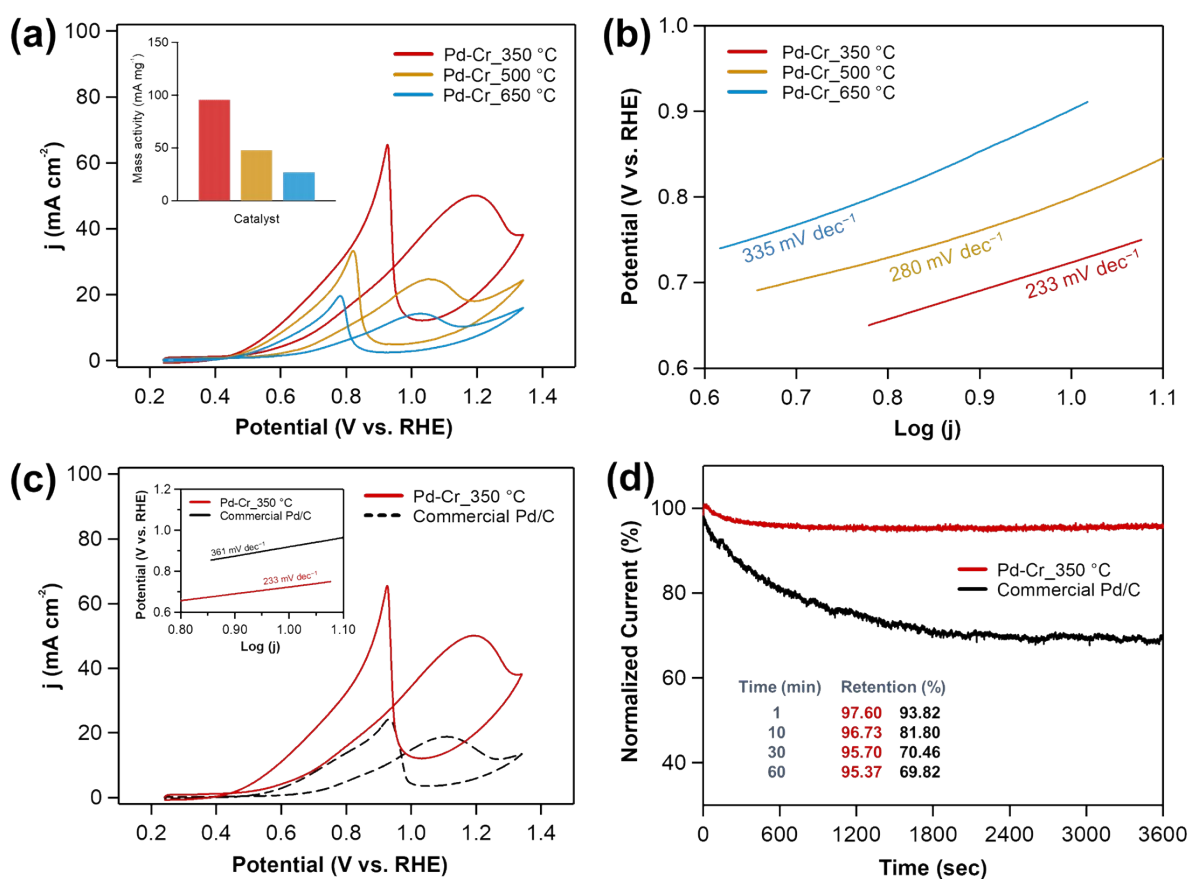 (a)
j (mA cm⁻²)
100
80
60
40
20
0
0.2 0.4 0.6 0.8 1.0 1.2 1.4
Potential (V vs. RHE)
Pd-Cr_350 °C
Pd-Cr_500 °C
Pd-Cr_650 °C
Mass activity (mA mg⁻¹)
150
100
50
0
Catalyst
(b)
Potential (V vs. RHE)
1.0
0.9
0.8
0.7
0.6
0.6 0.7 0.8 0.9 1.0 1.1
Log (j)
Pd-Cr_350 °C
Pd-Cr_500 °C
Pd-Cr_650 °C
335 mV dec⁻¹
280 mV dec⁻¹
233 mV dec⁻¹
(c)
j (mA cm⁻²)
100
80
60
40
20
0
0.2 0.4 0.6 0.8 1.0 1.2 1.4
Potential (V vs. RHE)
Pd-Cr_350 °C
Commercial Pd/C
Potential (V vs. RHE)
1.2
1.1
1.0
0.9
0.8
0.7
0.6
0.80 0.90 1.00 1.10
Log (j)
Pd-Cr_350 °C
Commercial Pd/C
361 mV dec⁻¹
233 mV dec⁻¹
(d)
Normalized Current (%)
100
80
60
40
0 600 1200 1800 2400 3000 3600
Time (sec)
Pd-Cr_350 °C
Commercial Pd/C
Time (min) Retention (%)
1 97.60 93.82
10 96.73 81.80
30 95.70 70.46
60 95.37 69.82